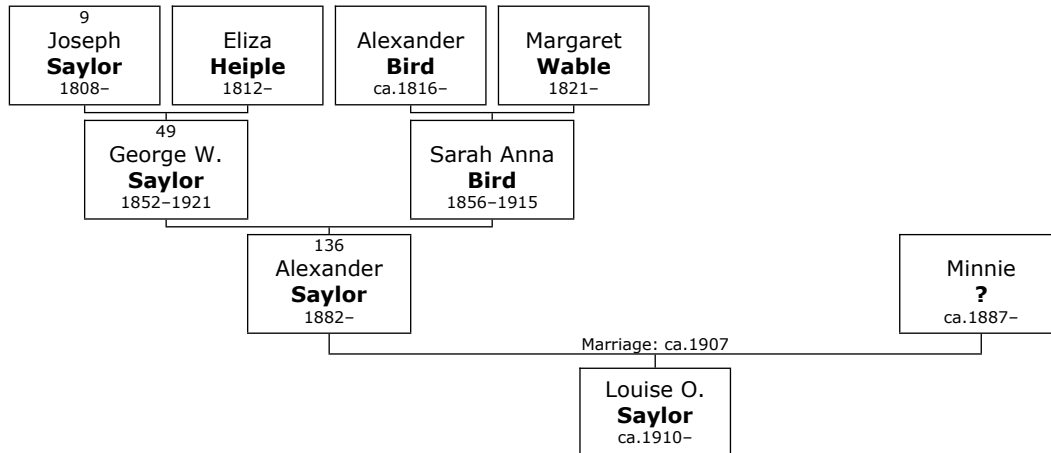 9
Joseph
Saylor
1808–
Eliza
Heiple
1812–
Alexander
Bird
ca.1816–
Margaret
Wable
1821–
49
George W.
Saylor
1852–1921
Sarah Anna
Bird
1856–1915
136
Alexander
Saylor
1882–
Minnie
?
ca.1887–
Marriage: ca.1907
Louise O.
Saylor
ca.1910–